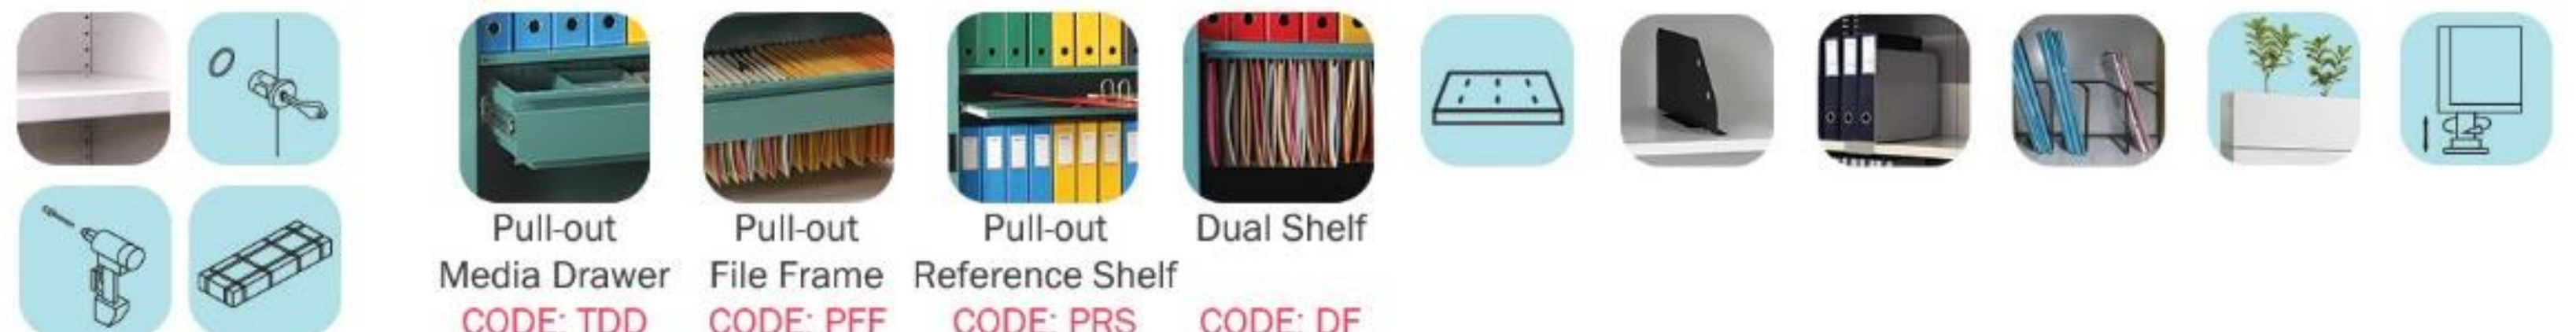 Pull-out Pull-out Pull-out Dual Shelf
Media Drawer File Frame Reference Shelf
CODE: TDD CODE: PFF CODE: PRS CODE: DF